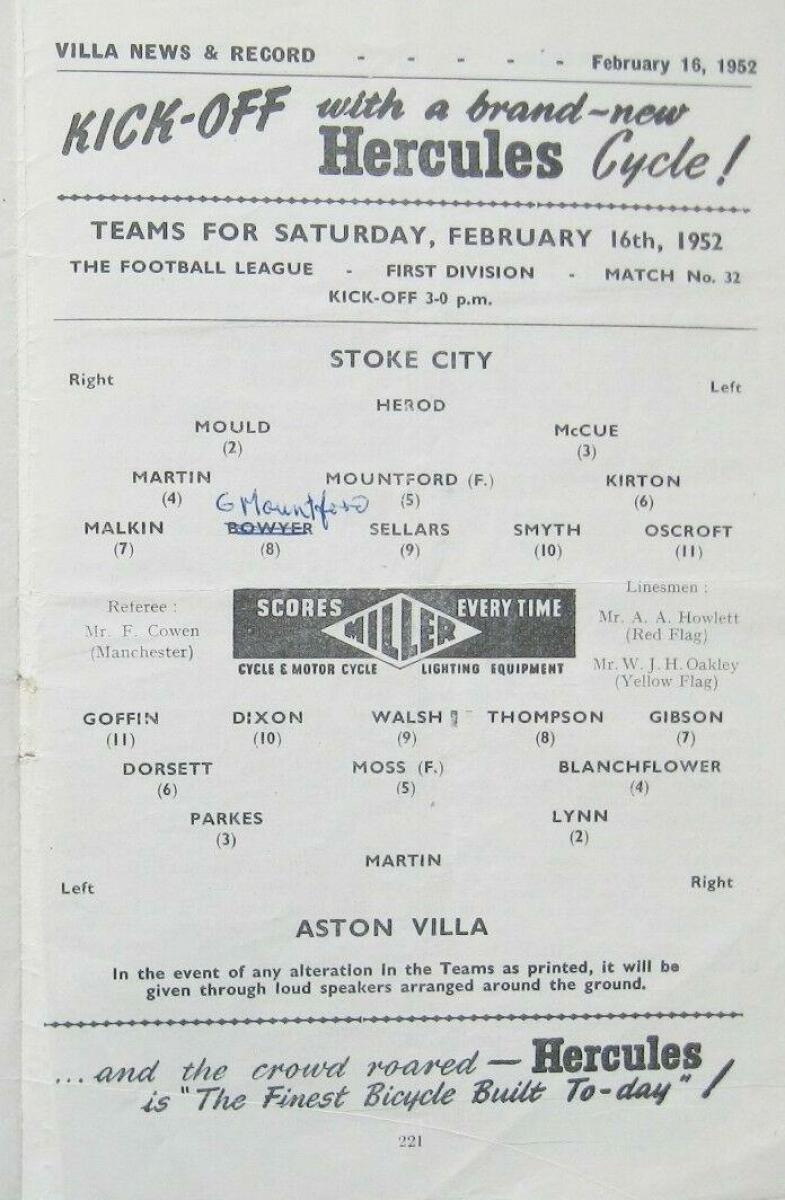 VILLA NEWS & RECORD - - - - - February 16, 1952
KICK-OFF with a brand-new
Hercules Cycle!
TEAMS FOR SATURDAY, FEBRUARY 16th, 1952
THE FOOTBALL LEAGUE - FIRST DIVISION - MATCH No. 32
KICK-OFF 3-0 p.m.
STOKE CITY
Right Left
HEROD
MOULD McCUE
(2) (3)
MARTIN MOUNTFORD (F.) KIRTON
(4) (5) (6)
G Mountford
MALKIN BOWYER SELLARS SMYTH OSCROFT
(7) (8) (9) (10) (11)
Referee :
Mr. F. Cowen
(Manchester)
SCORES MILLER EVERY TIME
CYCLE & MOTOR CYCLE LIGHTING EQUIPMENT
Linesmen :
Mr. A. A. Howlett
(Red Flag)
Mr. W. J. H. Oakley
(Yellow Flag)
GOFFIN DIXON WALSH THOMPSON GIBSON
(11) (10) (9) (8) (7)
DORSETT MOSS (F.) BLANCHFLOWER
(6) (5) (4)
PARKES LYNN
(3) (2)
MARTIN
Left Right
ASTON VILLA
In the event of any alteration in the Teams as printed, it will be
given through loud speakers arranged around the ground.
...and the crowd roared — Hercules
is "The Finest Bicycle Built To-day" !
221